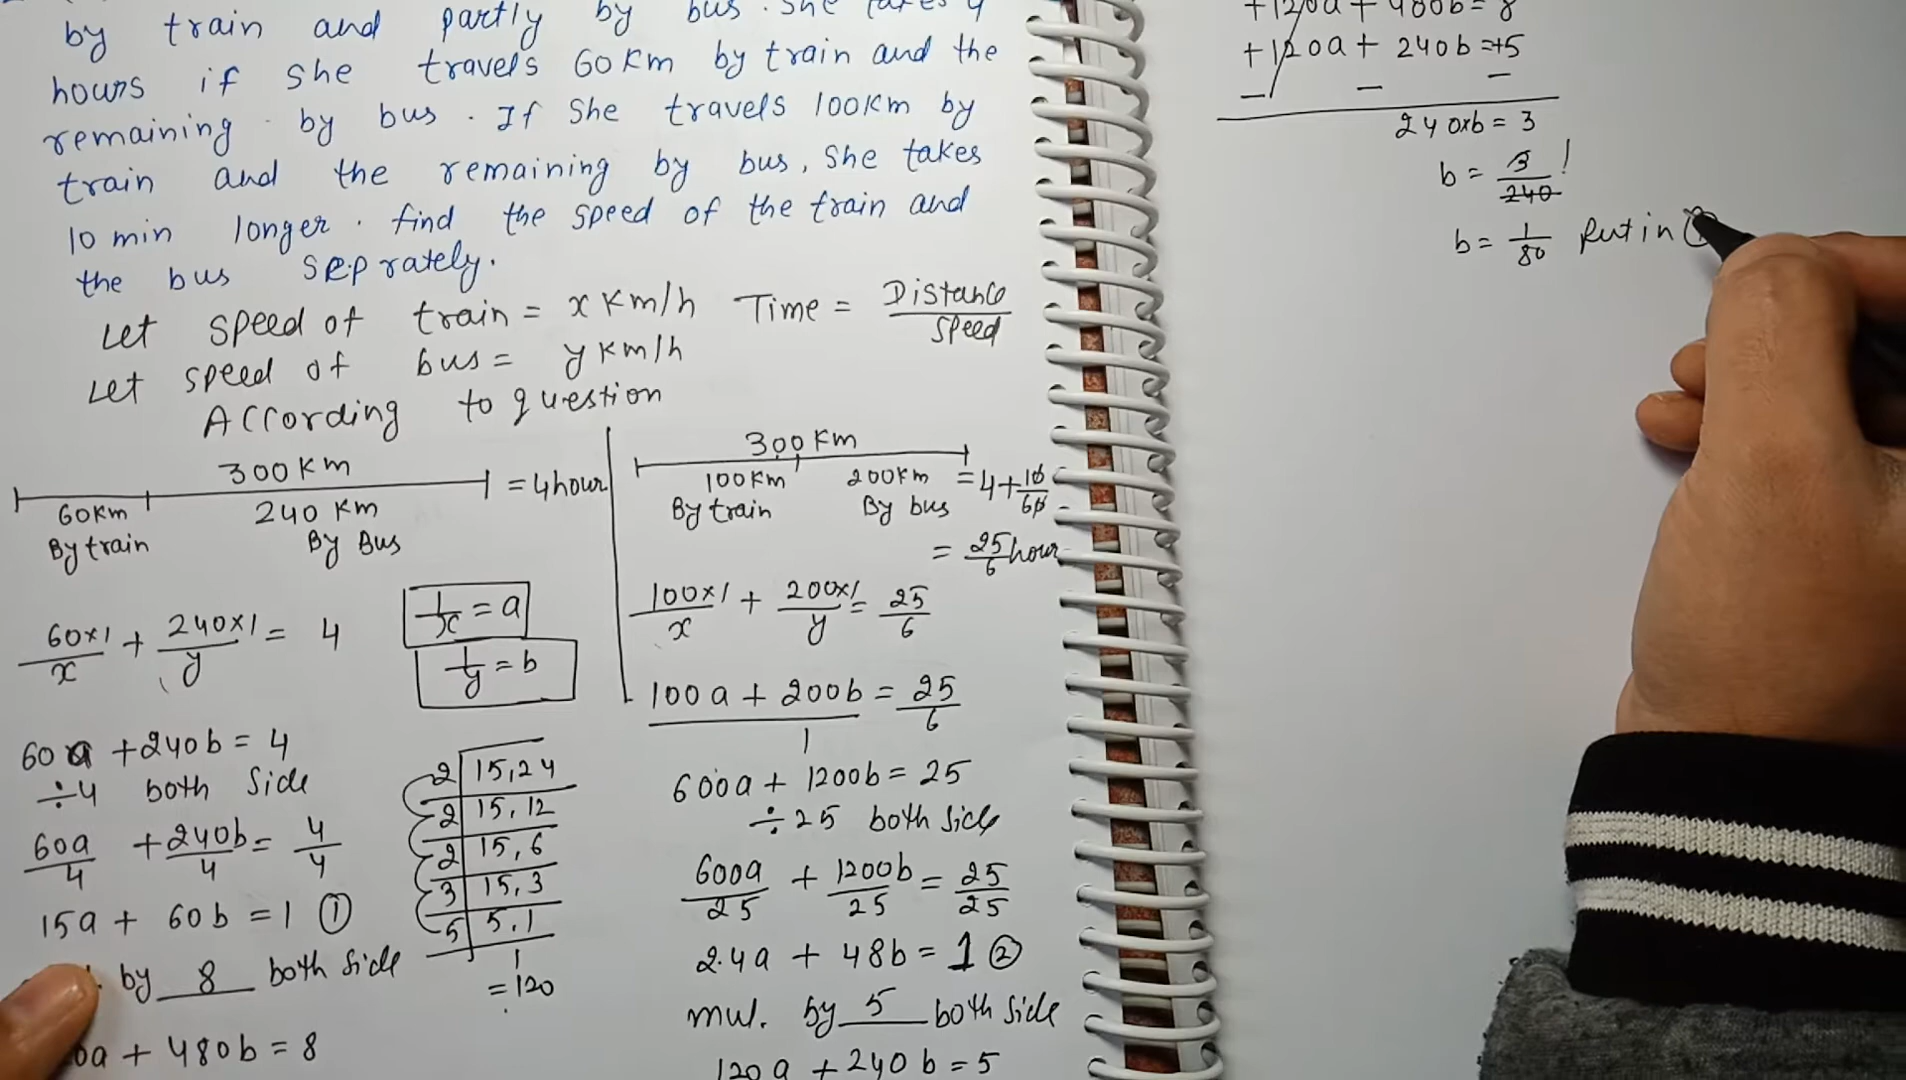 by train and partly by bus. She takes 4
hours if she travels 60 Km by train and the
remaining by bus. If She travels 100Km by
train and the remaining by bus, She takes
10 min longer. find the speed of the train and
the bus seprately.
Let speed of train = x Km/h Time = Distance/Speed
Let speed of bus = y Km/h
According to question
300 Km
60Km 240 Km = 4 hour
By train By Bus
60×1/x + 240×1/y = 4
1/x = a
1/y = b
60a + 240b = 4
÷4 both Side
60a/4 + 240b/4 = 4/4
15a + 60b = 1 ①
by 8 both Side
0a + 480b = 8
2 | 15,24
2 | 15,12
2 | 15,6
3 | 15,3
5 | 5,1
1
= 120
300 Km
100Km 200Km = 4+10/60
By train By bus
= 25/6 hour
100×1/x + 200×1/y = 25/6
100a + 200b/1 = 25/6
600a + 1200b = 25
÷25 both Side
600a/25 + 1200b/25 = 25/25
24a + 48b = 1 ②
mul. by 5 both Side
120a + 240b = 5
+120a + 480b = 8
+120a + 240b = +5
- - -
240×b = 3
b = 3/240 1
b = 1/80 Put in